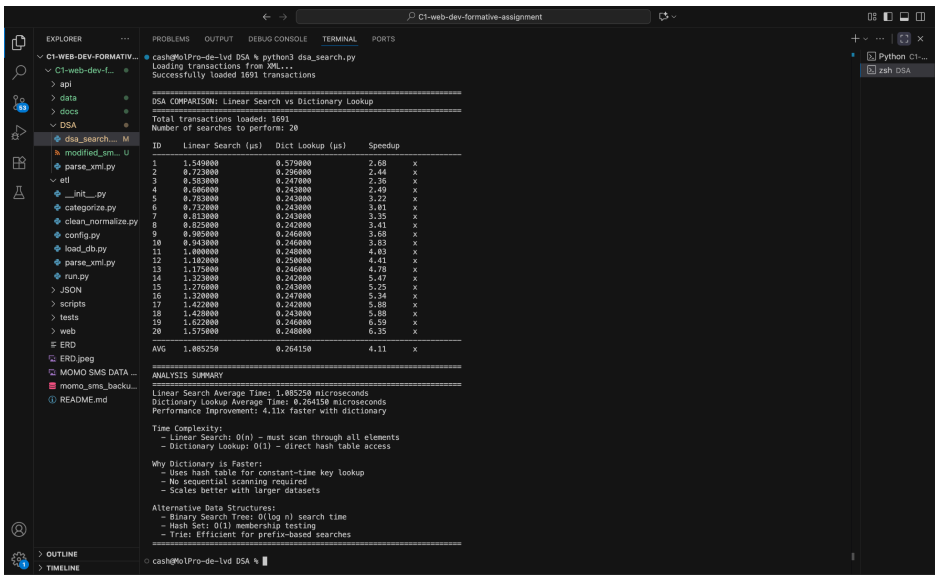 C1-web-dev-formative-assignment
EXPLORER
C1-WEB-DEV-FORMATIV...
C1-web-dev-f...
api
data
docs
DSA
dsa_search.... M
modified_sm... U
parse_xml.py
etl
__init__.py
categorize.py
clean_normalize.py
config.py
load_db.py
parse_xml.py
run.py
JSON
scripts
tests
web
ERD
ERD.jpeg
MOMO SMS DATA ...
momo_sms_backu...
README.md
OUTLINE
TIMELINE
53
1
PROBLEMS OUTPUT DEBUG CONSOLE TERMINAL PORTS
cash@MolPro-de-lvd DSA % python3 dsa_search.py
Loading transactions from XML...
Successfully loaded 1691 transactions
======================================================================
DSA COMPARISON: Linear Search vs Dictionary Lookup
======================================================================
Total transactions loaded: 1691
Number of searches to perform: 20
ID Linear Search (μs) Dict Lookup (μs) Speedup
----------------------------------------------------------------------
1 1.549000 0.579000 2.68 x
2 0.723000 0.296000 2.44 x
3 0.583000 0.247000 2.36 x
4 0.606000 0.243000 2.49 x
5 0.783000 0.243000 3.22 x
6 0.732000 0.243000 3.01 x
7 0.813000 0.243000 3.35 x
8 0.825000 0.242000 3.41 x
9 0.905000 0.246000 3.68 x
10 0.943000 0.246000 3.83 x
11 1.000000 0.248000 4.03 x
12 1.102000 0.250000 4.41 x
13 1.175000 0.246000 4.78 x
14 1.323000 0.242000 5.47 x
15 1.276000 0.243000 5.25 x
16 1.320000 0.247000 5.34 x
17 1.422000 0.242000 5.88 x
18 1.428000 0.243000 5.88 x
19 1.622000 0.246000 6.59 x
20 1.575000 0.248000 6.35 x
----------------------------------------------------------------------
AVG 1.085250 0.264150 4.11 x
======================================================================
ANALYSIS SUMMARY
======================================================================
Linear Search Average Time: 1.085250 microseconds
Dictionary Lookup Average Time: 0.264150 microseconds
Performance Improvement: 4.11x faster with dictionary
Time Complexity:
– Linear Search: O(n) – must scan through all elements
– Dictionary Lookup: O(1) – direct hash table access
Why Dictionary is Faster:
– Uses hash table for constant-time key lookup
– No sequential scanning required
– Scales better with larger datasets
Alternative Data Structures:
– Binary Search Tree: O(log n) search time
– Hash Set: O(1) membership testing
– Trie: Efficient for prefix-based searches
======================================================================
cash@MolPro-de-lvd DSA %
Python C1-...
zsh DSA